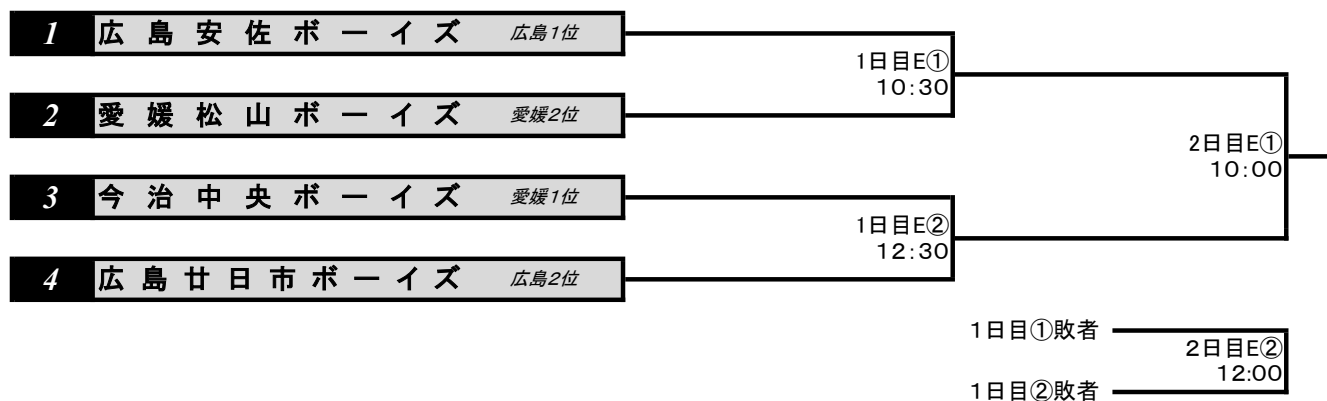 1 広島安佐ボーイズ 広島1位
1日目E①
10:30
2 愛媛松山ボーイズ 愛媛2位
2日目E①
10:00
3 今治中央ボーイズ 愛媛1位
1日目E②
12:30
4 広島廿日市ボーイズ 広島2位
1日目①敗者
2日目E②
12:00
1日目②敗者